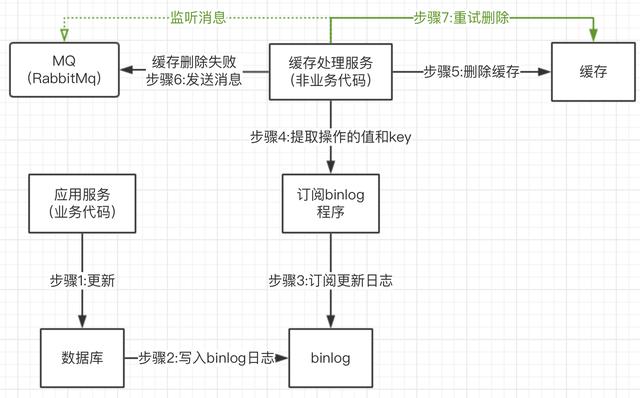 监听消息
步骤7:重试删除
MQ
（RabbitMq）
缓存删除失败
步骤6:发送消息
缓存处理服务
（非业务代码）
步骤5:删除缓存
缓存
步骤4:提取操作的值和key
应用服务
（业务代码）
订阅binlog
程序
步骤1:更新
步骤3:订阅更新日志
数据库
步骤2:写入binlog日志
binlog